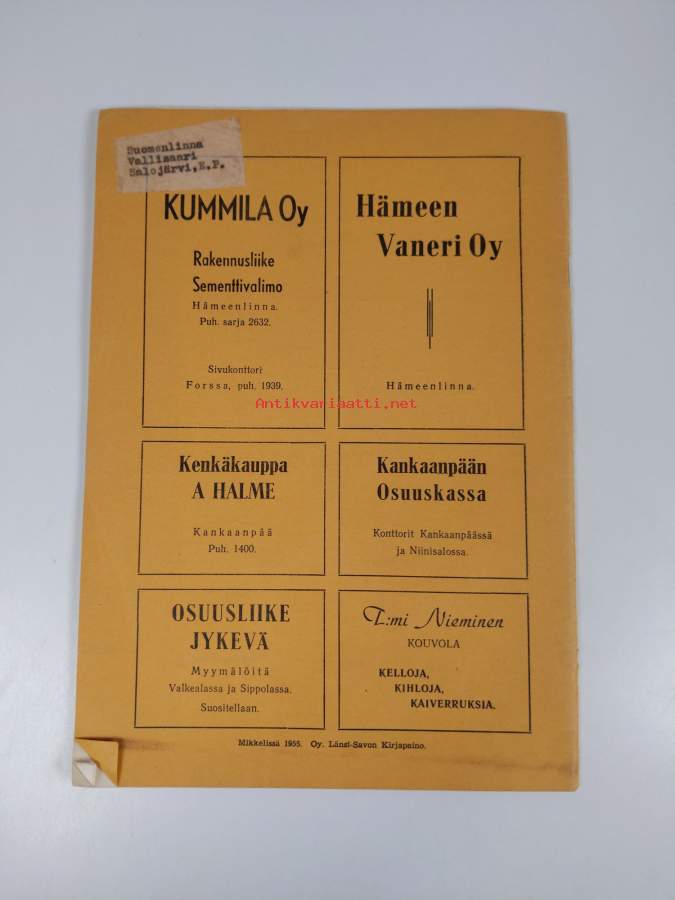 Suomenlinna
Vallisaari
Salojärvi, E.P.
KUMMILA Oy
Rakennusliike
Sementtivalimo
Hämeenlinna.
Puh. sarja 2632.
Sivukonttori
Forssa, puh. 1939.
Hämeen
Vaneri Oy
Hämeenlinna.
Antikvariaatti.net
Kenkäkauppa
A HALME
Kankaanpää
Puh. 1400.
Kankaanpään
Osuuskassa
Konttorit Kankaanpäässä
ja Niinisalossa.
OSUUSLIIKE
JYKEVÄ
Myymälöitä
Valkealassa ja Sippolassa.
Suositellaan.
T:mi Nieminen
KOUVOLA
KELLOJA,
KIHLOJA,
KAIVERRUKSIA.
Mikkelissä 1955. Oy. Länsi-Savon Kirjapaino.